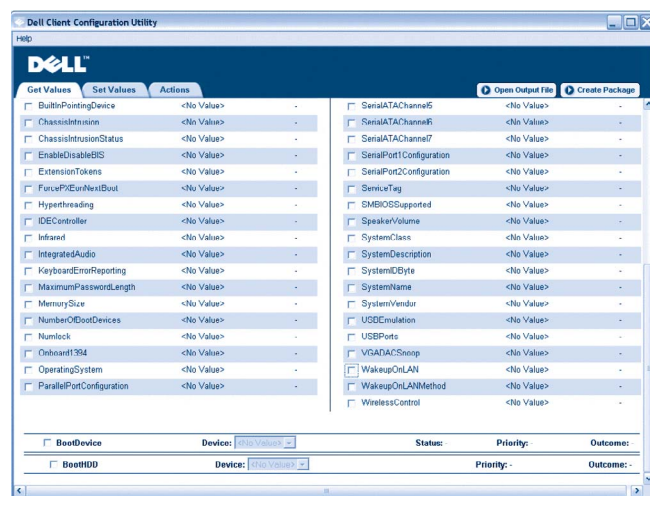 Dell Client Configuration Utility
Help
DELL™
Get Values Set Values Actions Open Output File Create Package
BuiltInPointingDevice <No Value> -
ChassisIntrusion <No Value> -
ChassisIntrusionStatus <No Value> -
EnableDisableBIS <No Value> -
ExtensionTokens <No Value> -
ForcePXEonNextBoot <No Value> -
Hyperthreading <No Value> -
IDEController <No Value> -
Infrared <No Value> -
IntegratedAudio <No Value> -
KeyboardErrorReporting <No Value> -
MaximumPasswordLength <No Value> -
MemorySize <No Value> -
NumberOfBootDevices <No Value> -
Numlock <No Value> -
Onboard1394 <No Value> -
OperatingSystem <No Value> -
ParallelPortConfiguration <No Value> -
SerialATAChannel5 <No Value> -
SerialATAChannel6 <No Value> -
SerialATAChannel7 <No Value> -
SerialPort1Configuration <No Value> -
SerialPort2Configuration <No Value> -
ServiceTag <No Value> -
SMBIOSSupported <No Value> -
SpeakerVolume <No Value> -
SystemClass <No Value> -
SystemDescription <No Value> -
SystemIDByte <No Value> -
SystemName <No Value> -
SystemVendor <No Value> -
USBEmulation <No Value> -
USBPorts <No Value> -
VGADACSnoop <No Value> -
WakeupOnLAN <No Value> -
WakeupOnLANMethod <No Value> -
WirelessControl <No Value> -
BootDevice Device: <No Value> Status: - Priority: - Outcome: -
BootHDD Device: <No Value> Priority: - Outcome: -